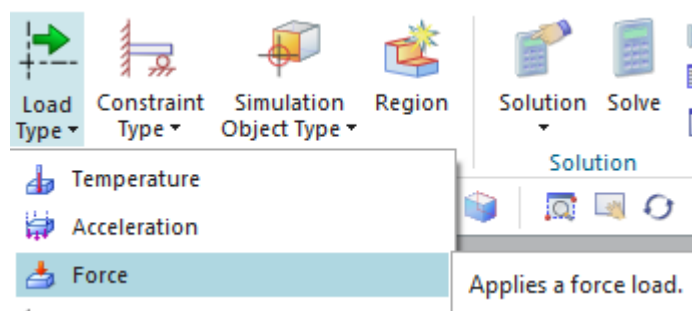 Load Type
Constraint Type
Simulation Object Type
Region
Solution
Solve
Solution
Temperature
Acceleration
Force
Applies a force load.